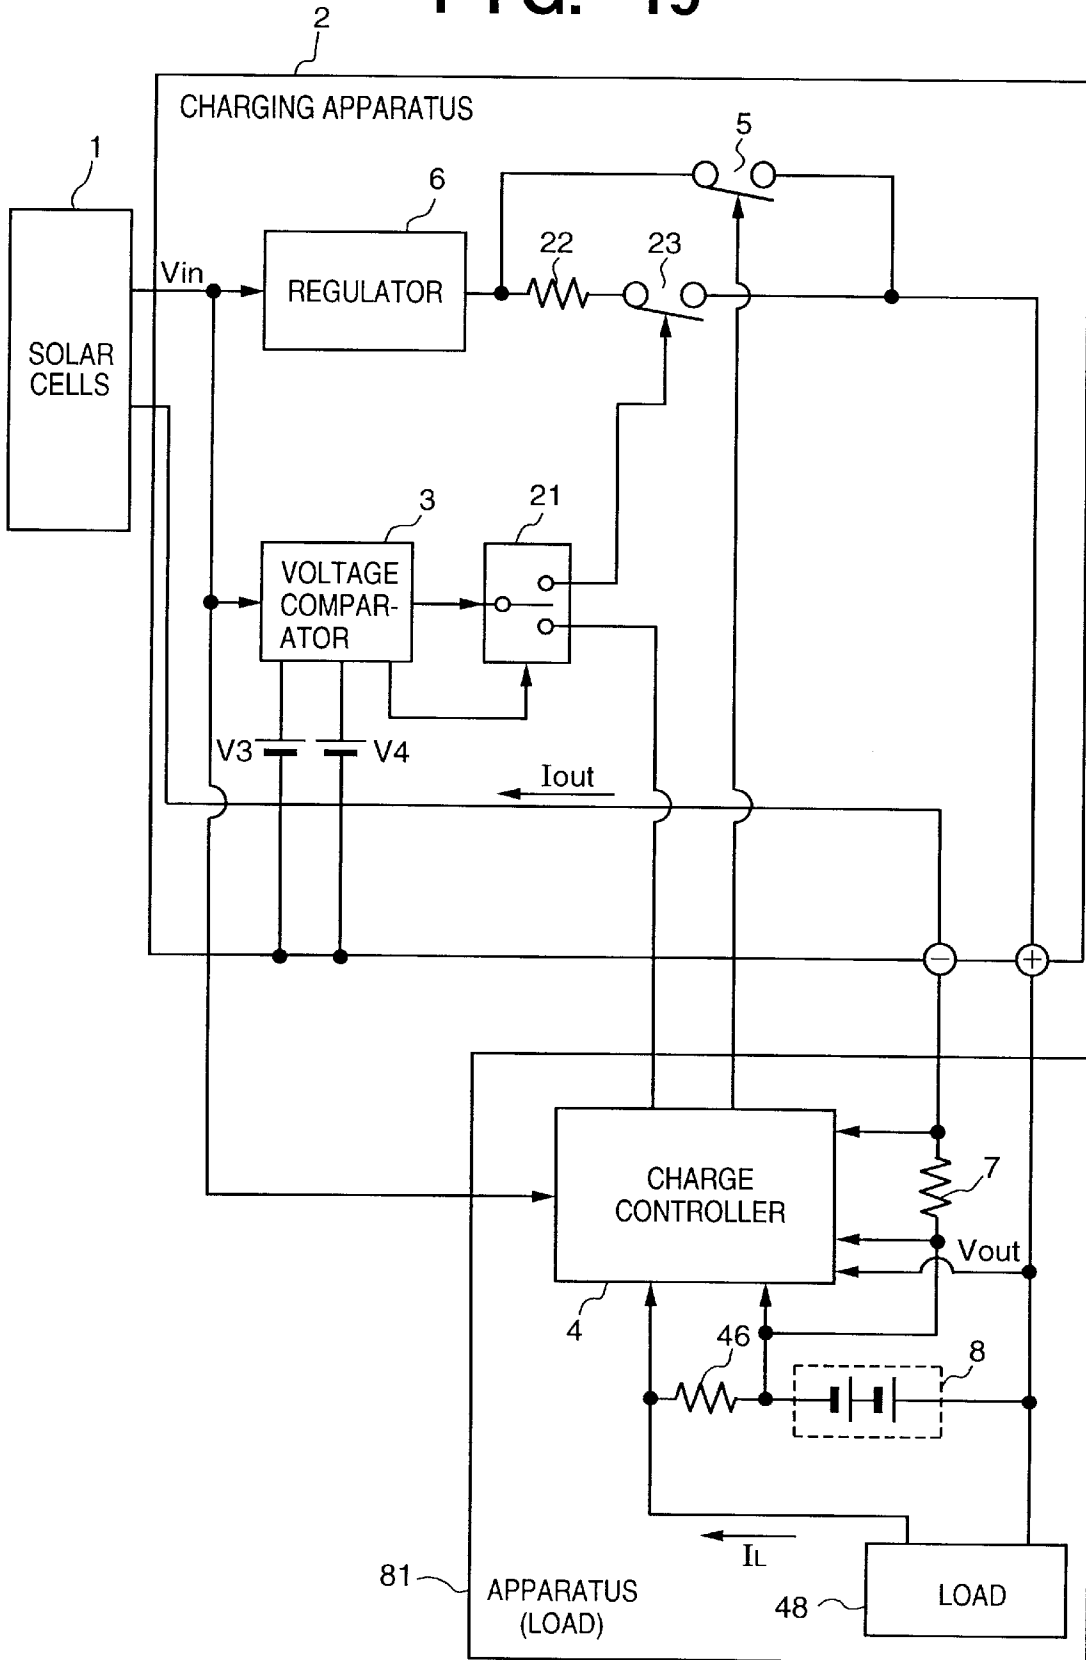 2
CHARGING APPARATUS
1
5
6
22
23
Vin
REGULATOR
SOLAR
CELLS
3
21
VOLTAGE
COMPAR-
ATOR
V3
V4
Iout
−
+
CHARGE
CONTROLLER
7
Vout
4
46
8
IL
81
APPARATUS
(LOAD)
48
LOAD